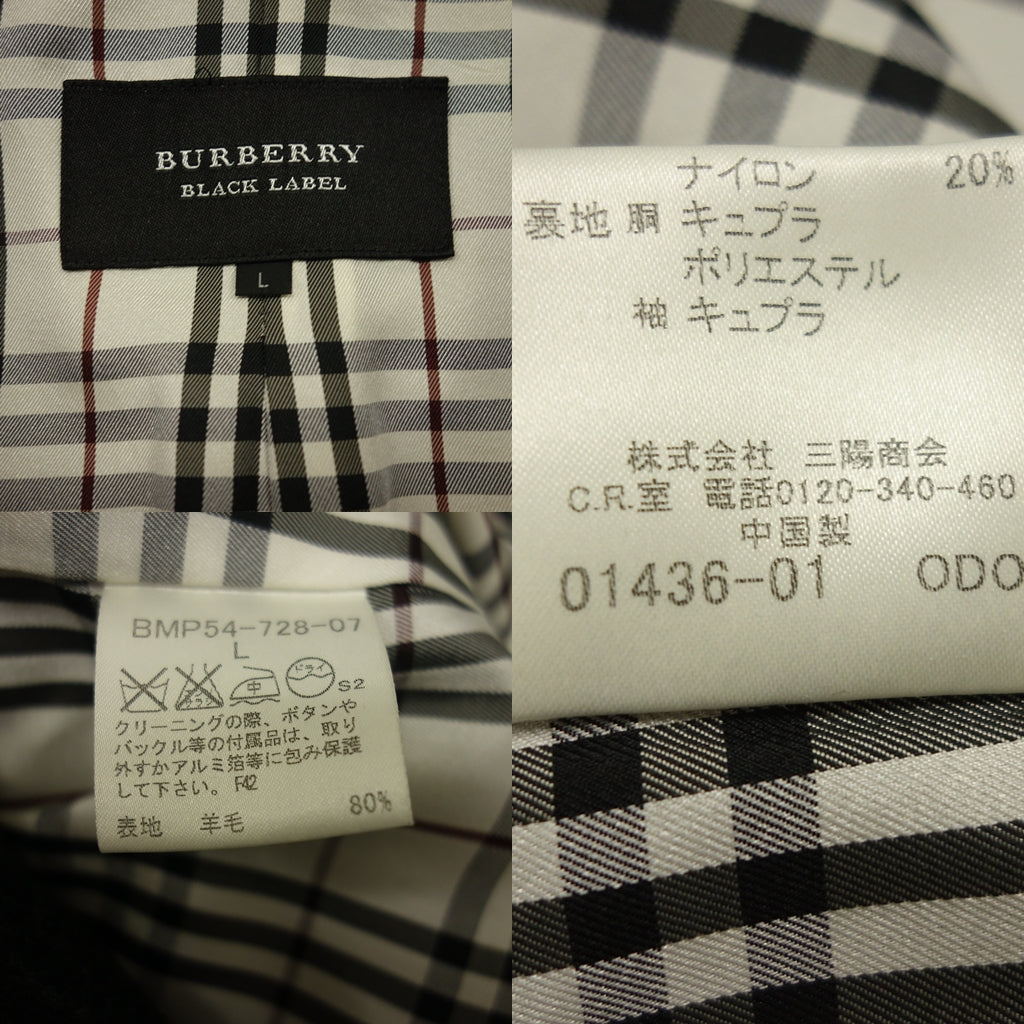 BURBERRY
BLACK LABEL
L
ナイロン 20%
裏地 胴 キュプラ
ポリエステル
袖 キュプラ
株式会社 三陽商会
C.R.室 電話0120-340-460
中国製
01436-01 ODO
BMP54-728-07
L
中 ドライ S2
クリーニングの際、ボタンや
バックル等の付属品は、取り
外すかアルミ箔等に包み保護
して下さい。 F42
表地 羊毛 80%